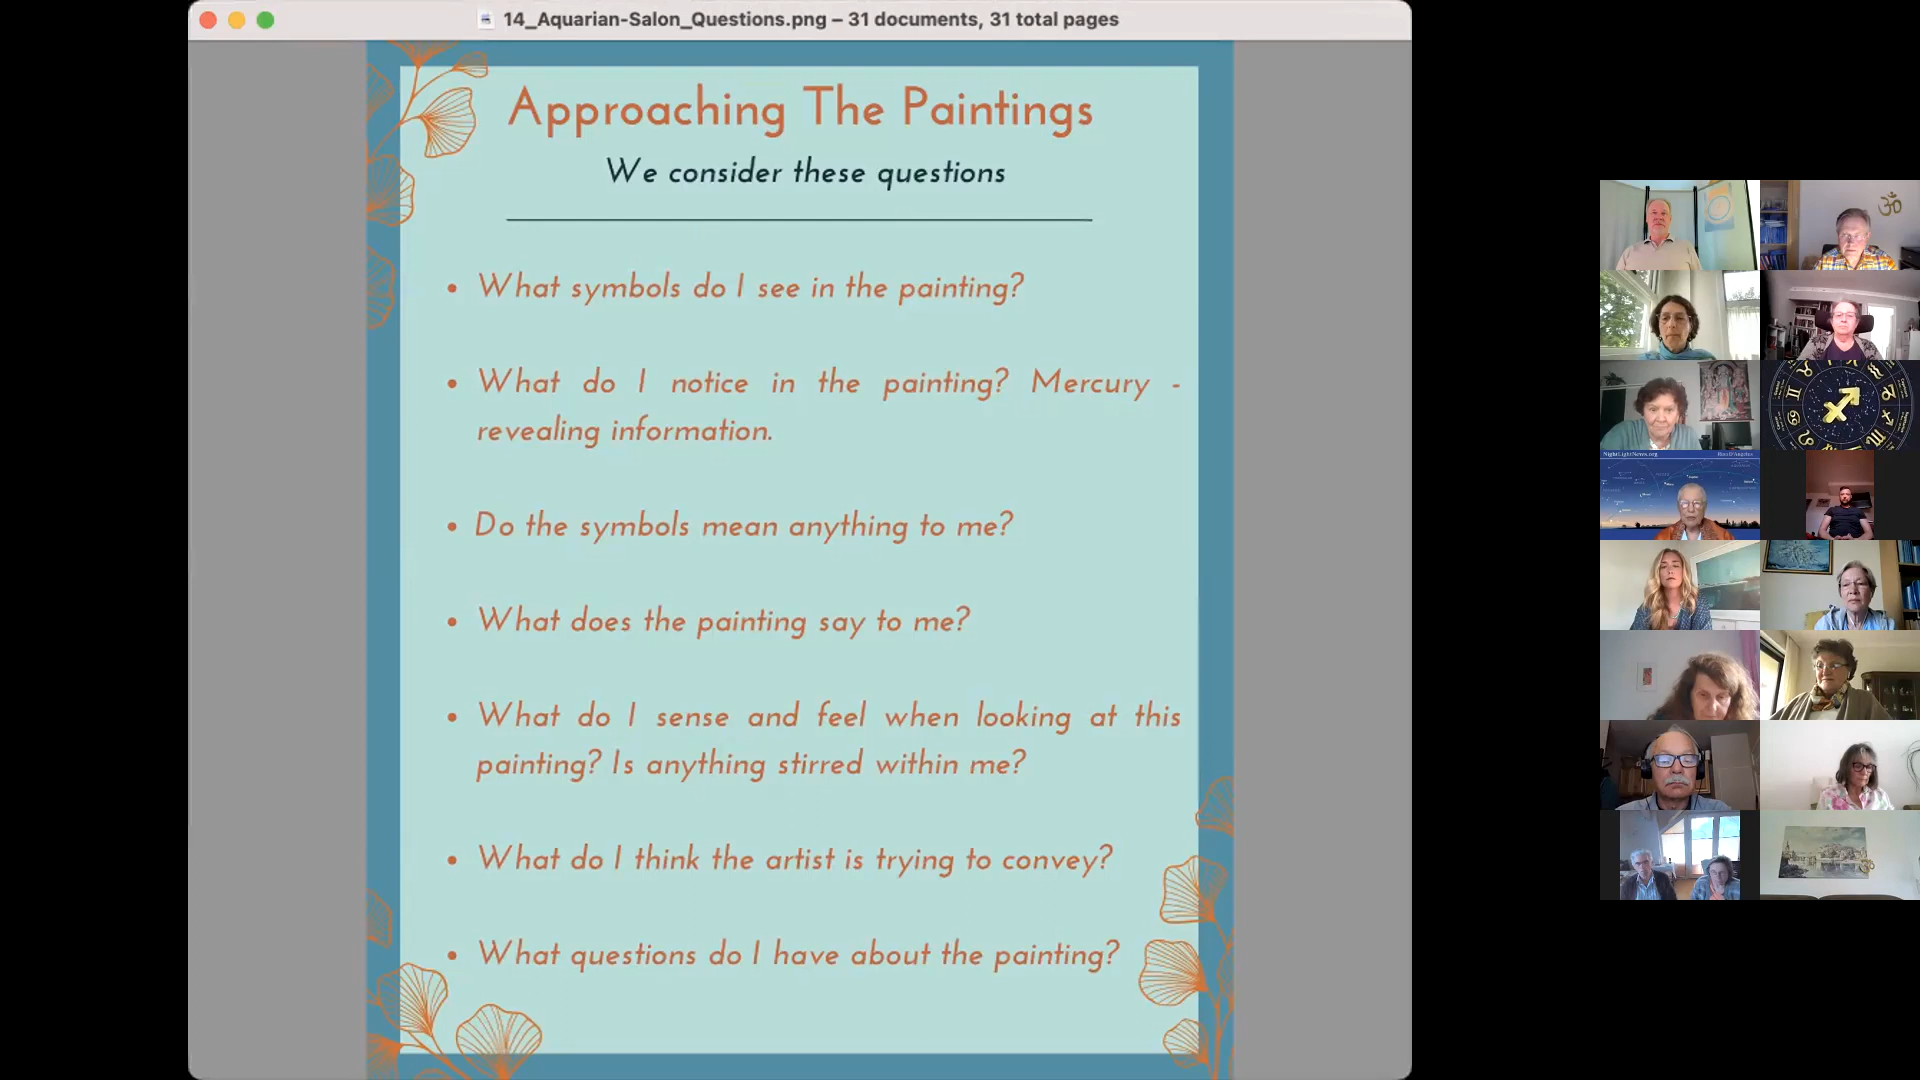 14_Aquarian-Salon_Questions.png – 31 documents, 31 total pages
Approaching The Paintings
We consider these questions
• What symbols do I see in the painting?
• What do I notice in the painting? Mercury -
revealing information.
• Do the symbols mean anything to me?
• What does the painting say to me?
• What do I sense and feel when looking at this
painting? Is anything stirred within me?
• What do I think the artist is trying to convey?
• What questions do I have about the painting?
NightLightNews.org